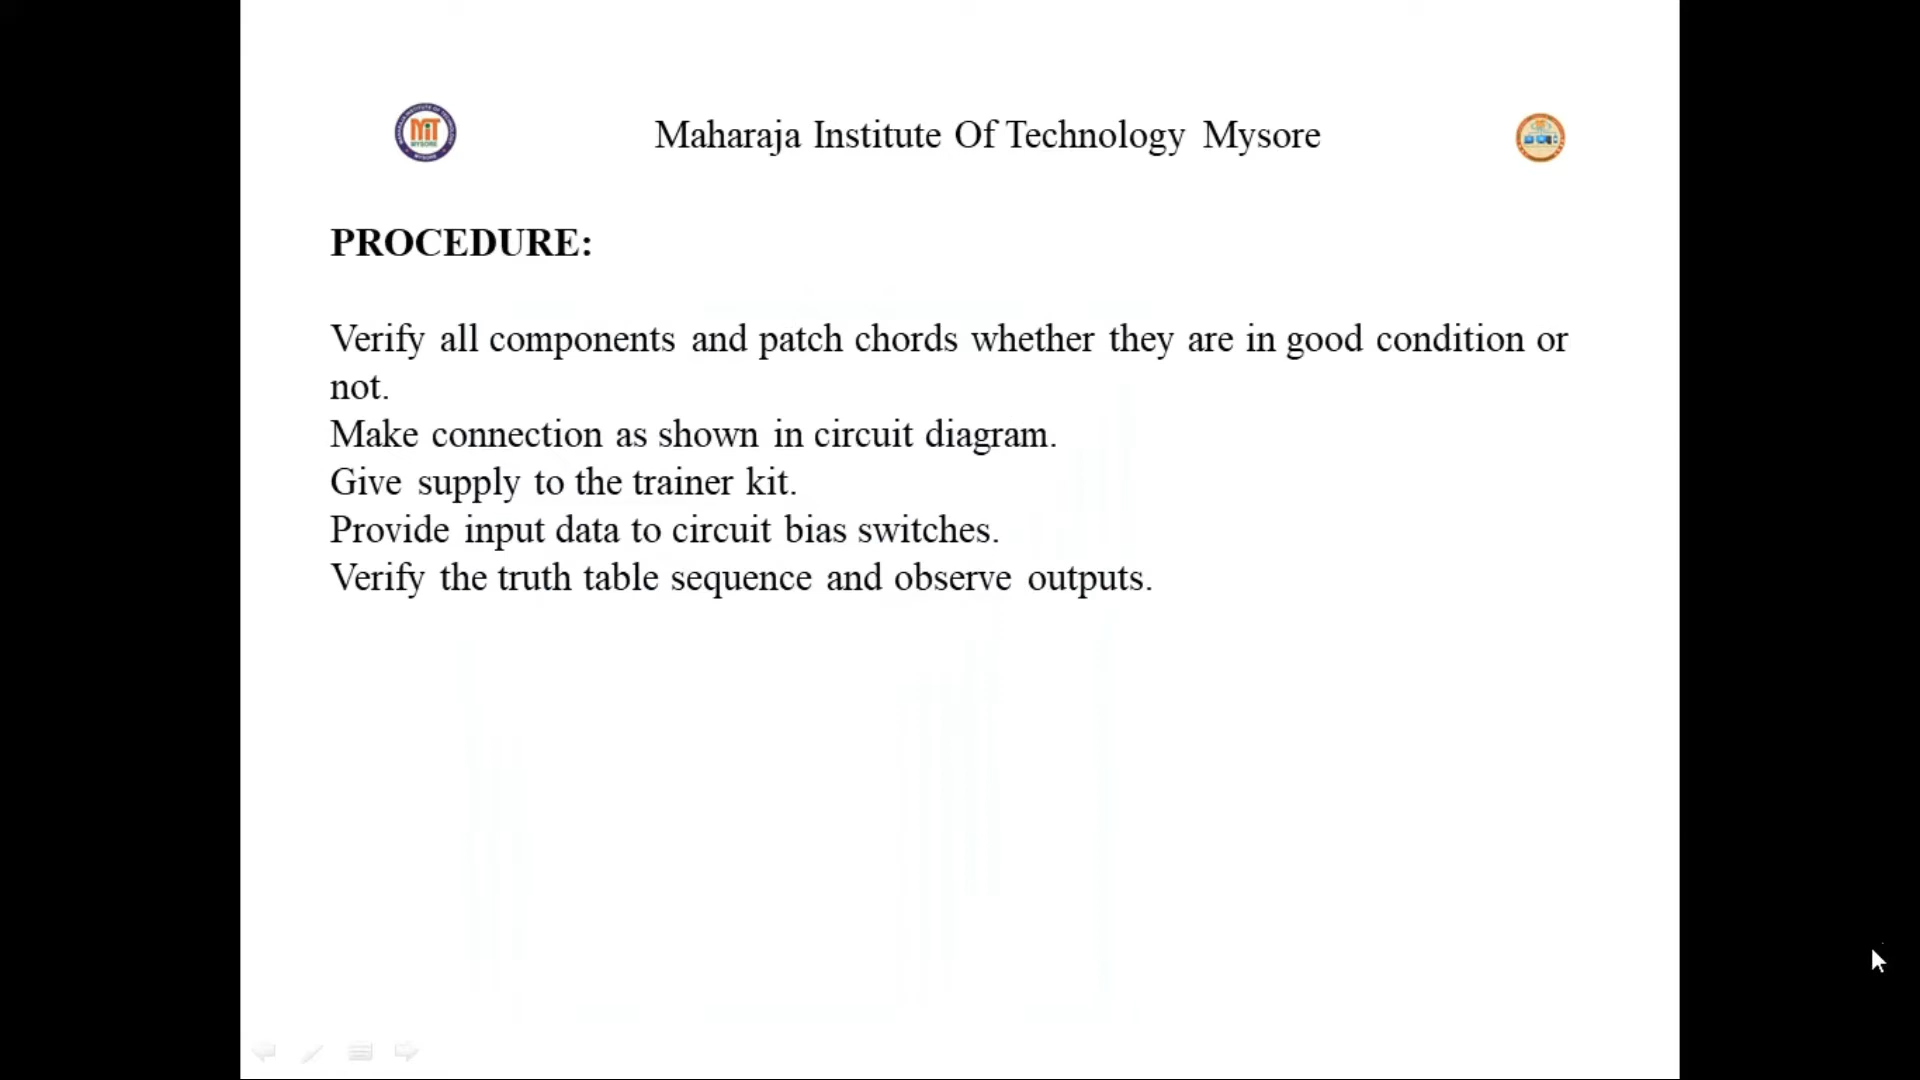 Maharaja Institute Of Technology Mysore
MIT
MYSORE
PROCEDURE:
Verify all components and patch chords whether they are in good condition or
not.
Make connection as shown in circuit diagram.
Give supply to the trainer kit.
Provide input data to circuit bias switches.
Verify the truth table sequence and observe outputs.